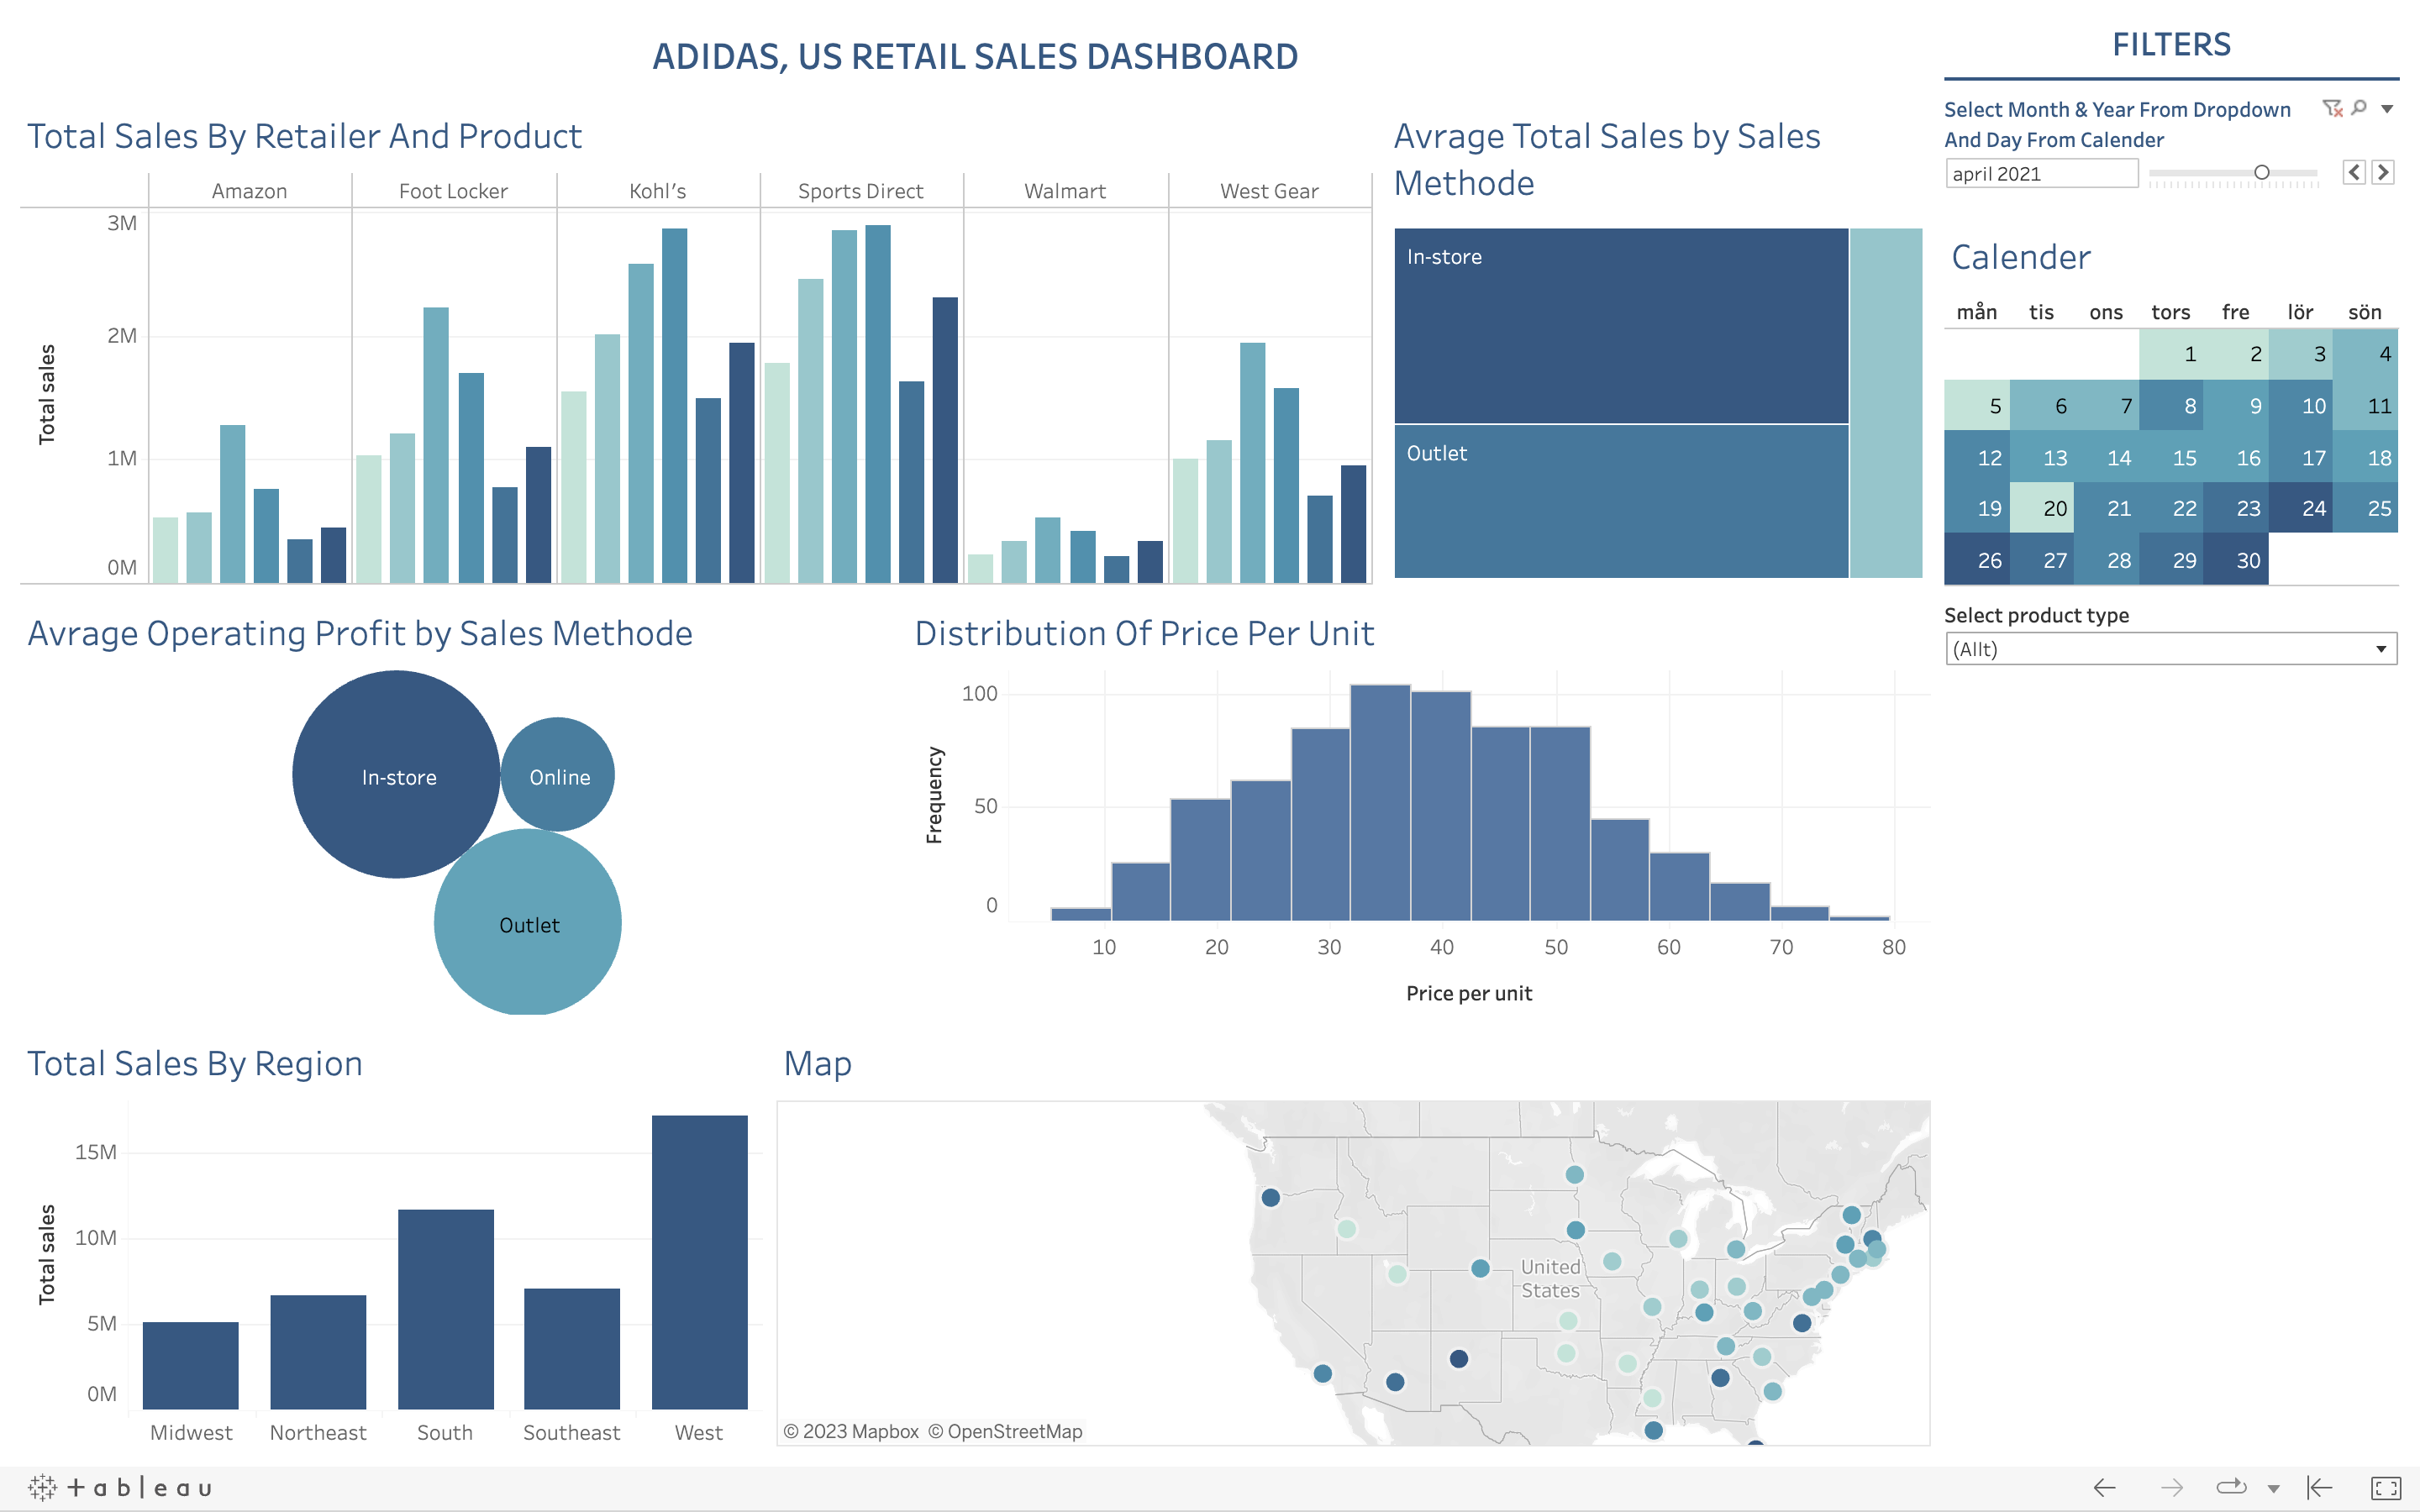 ADIDAS, US RETAIL SALES DASHBOARD
FILTERS
Select Month & Year From Dropdown
And Day From Calender
april 2021
Total Sales By Retailer And Product
Amazon Foot Locker Kohl's Sports Direct Walmart West Gear
3M
2M
1M
0M
Total sales
Avrage Total Sales by Sales
Methode
In-store
Outlet
Calender
mån tis ons tors fre lör sön
1 2 3 4
5 6 7 8 9 10 11
12 13 14 15 16 17 18
19 20 21 22 23 24 25
26 27 28 29 30
Select product type
(Allt)
Avrage Operating Profit by Sales Methode
In-store
Online
Outlet
Distribution Of Price Per Unit
100
50
0
Frequency
10 20 30 40 50 60 70 80
Price per unit
Total Sales By Region
15M
10M
5M
0M
Total sales
Midwest Northeast South Southeast West
Map
United
States
© 2023 Mapbox © OpenStreetMap
+ableau